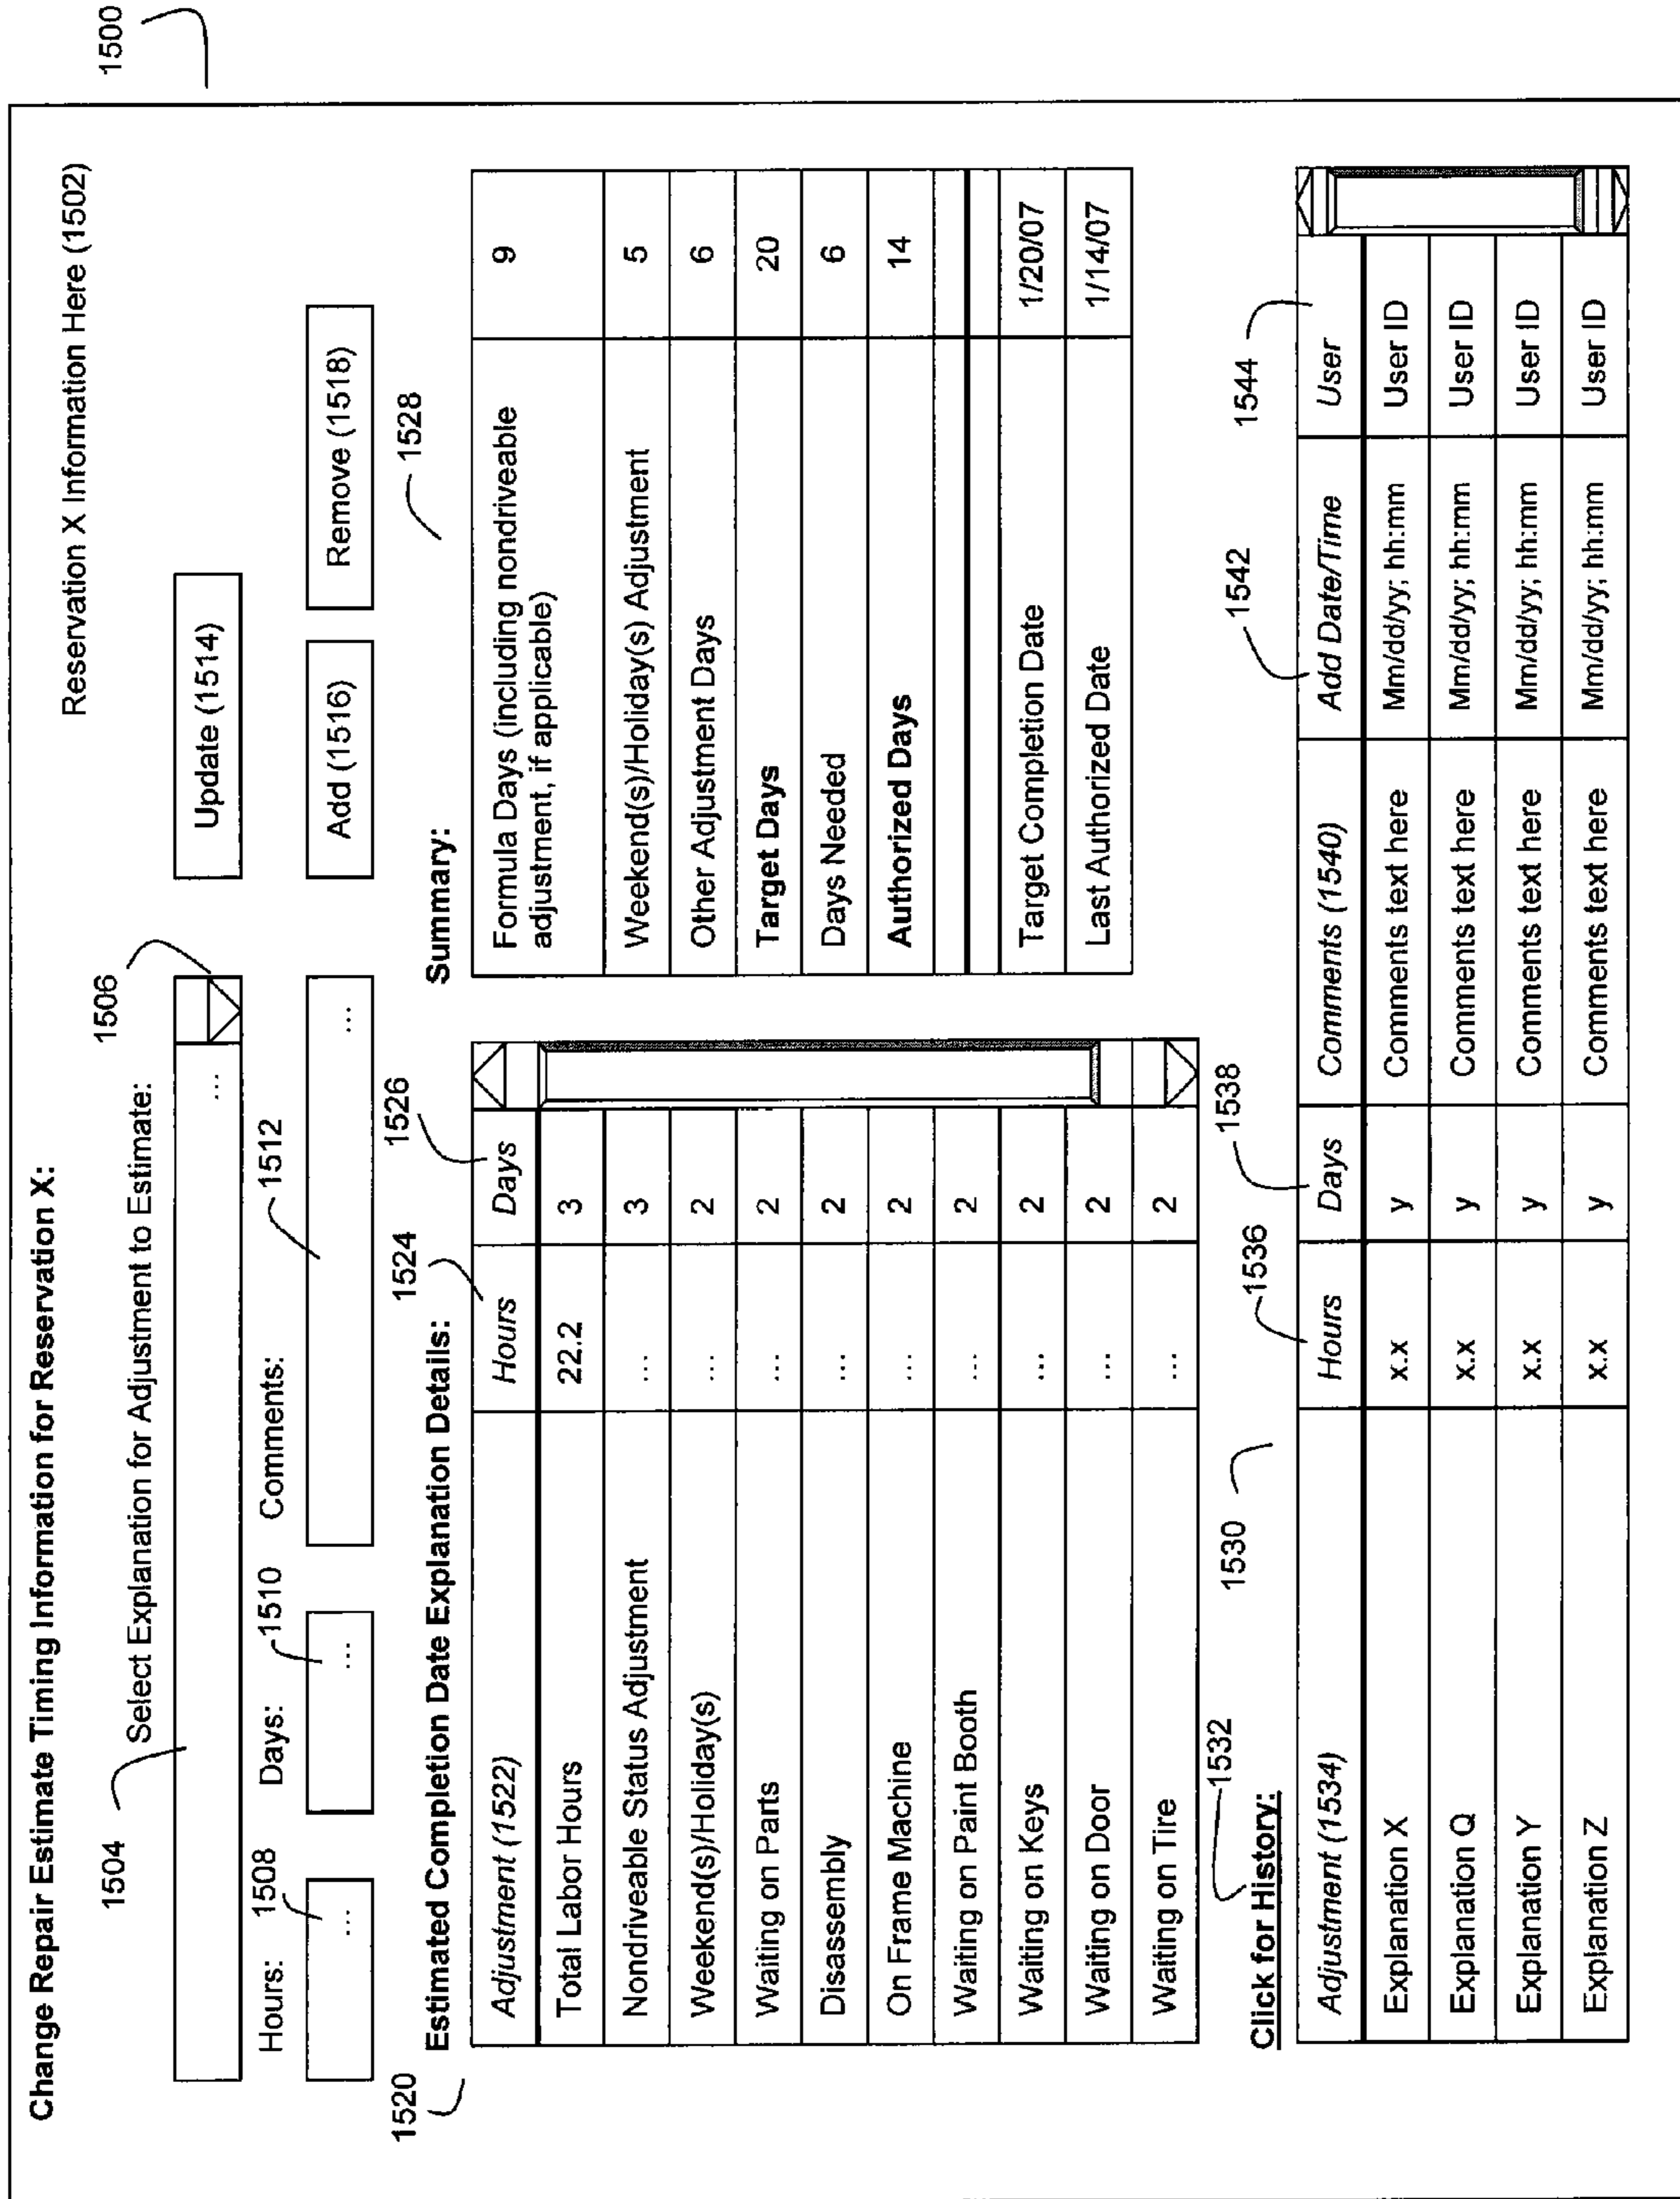 1500
Change Repair Estimate Timing Information for Reservation X:
Reservation X Information Here (1502)
1504
Select Explanation for Adjustment to Estimate:
1506
...
Update (1514)
Hours:
1508
Days:
1510
Comments:
1512
...
...
...
Add (1516)
Remove (1518)
1520
Estimated Completion Date Explanation Details:
1524
1526
Adjustment (1522) Hours Days
Total Labor Hours 22.2 3
Nondriveable Status Adjustment ... 3
Weekend(s)/Holiday(s) ... 2
Waiting on Parts ... 2
Disassembly ... 2
On Frame Machine ... 2
Waiting on Paint Booth ... 2
Waiting on Keys ... 2
Waiting on Door ... 2
Waiting on Tire ... 2
Summary:
1528
Formula Days (including nondriveable 9
adjustment, if applicable)
Weekend(s)/Holiday(s) Adjustment 5
Other Adjustment Days 6
Target Days 20
Days Needed 6
Authorized Days 14
Target Completion Date 1/20/07
Last Authorized Date 1/14/07
Click for History:
1532
1530
1536
1538
1542
1544
Adjustment (1534) Hours Days Comments (1540) Add Date/Time User
Explanation X x.x y Comments text here Mm/dd/yy; hh:mm User ID
Explanation Q x.x y Comments text here Mm/dd/yy; hh:mm User ID
Explanation Y x.x y Comments text here Mm/dd/yy; hh:mm User ID
Explanation Z x.x y Comments text here Mm/dd/yy; hh:mm User ID